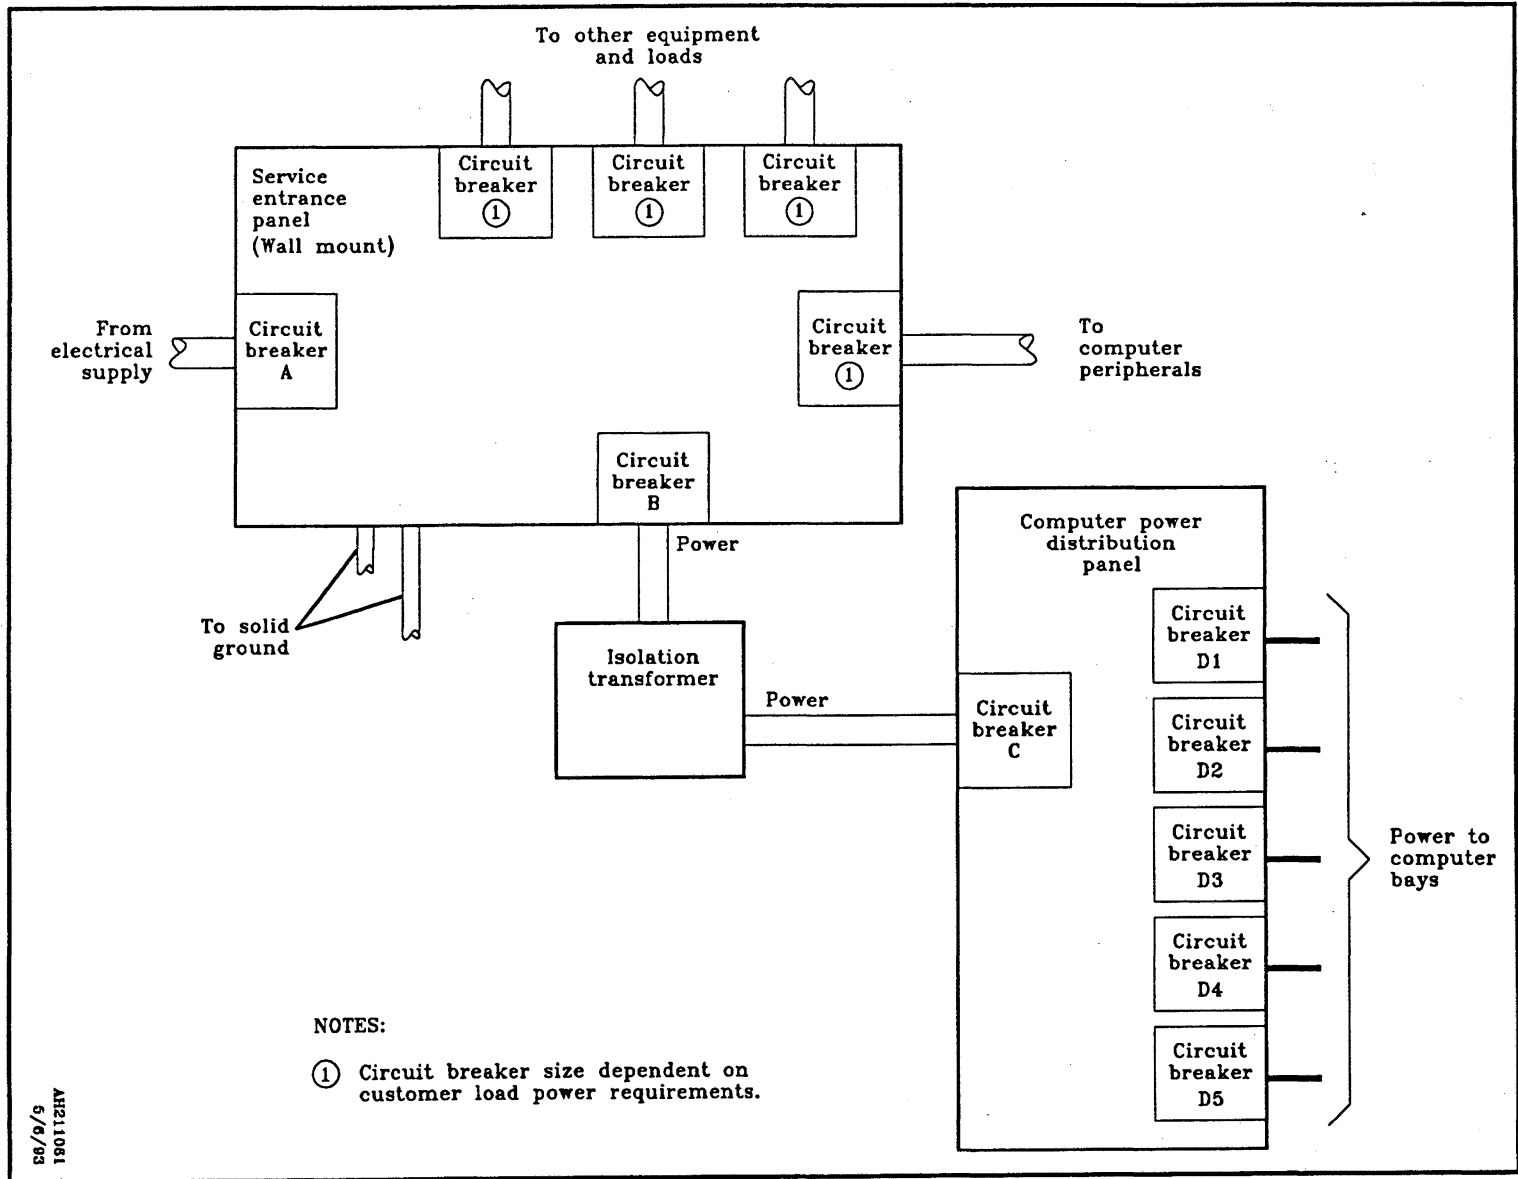 To other equipment
and loads
Service
entrance
panel
(Wall mount)
Circuit
breaker
1
Circuit
breaker
1
Circuit
breaker
1
From
electrical
supply
Circuit
breaker
A
Circuit
breaker
1
To
computer
peripherals
Circuit
breaker
B
Power
To solid
ground
Isolation
transformer
Power
Computer power
distribution
panel
Circuit
breaker
C
Circuit
breaker
D1
Circuit
breaker
D2
Circuit
breaker
D3
Circuit
breaker
D4
Circuit
breaker
D5
Power to
computer
bays
NOTES:
1 Circuit breaker size dependent on
customer load power requirements.
AH211061
5/6/93